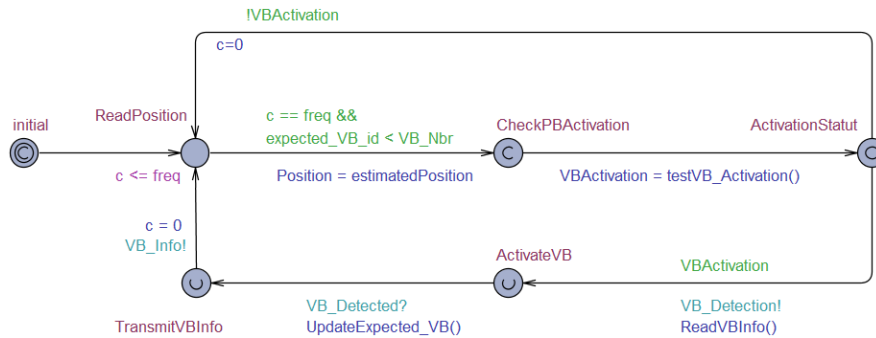 !VBActivation
c=0
ReadPosition
initial
c == freq &&
expected_VB_id < VB_Nbr
CheckPBActivation
ActivationStatut
c <= freq
Position = estimatedPosition
VBActivation = testVB_Activation()
c = 0
VB_Info!
ActivateVB
VBActivation
TransmitVBInfo
VB_Detected?
UpdateExpected_VB()
VB_Detection!
ReadVBInfo()